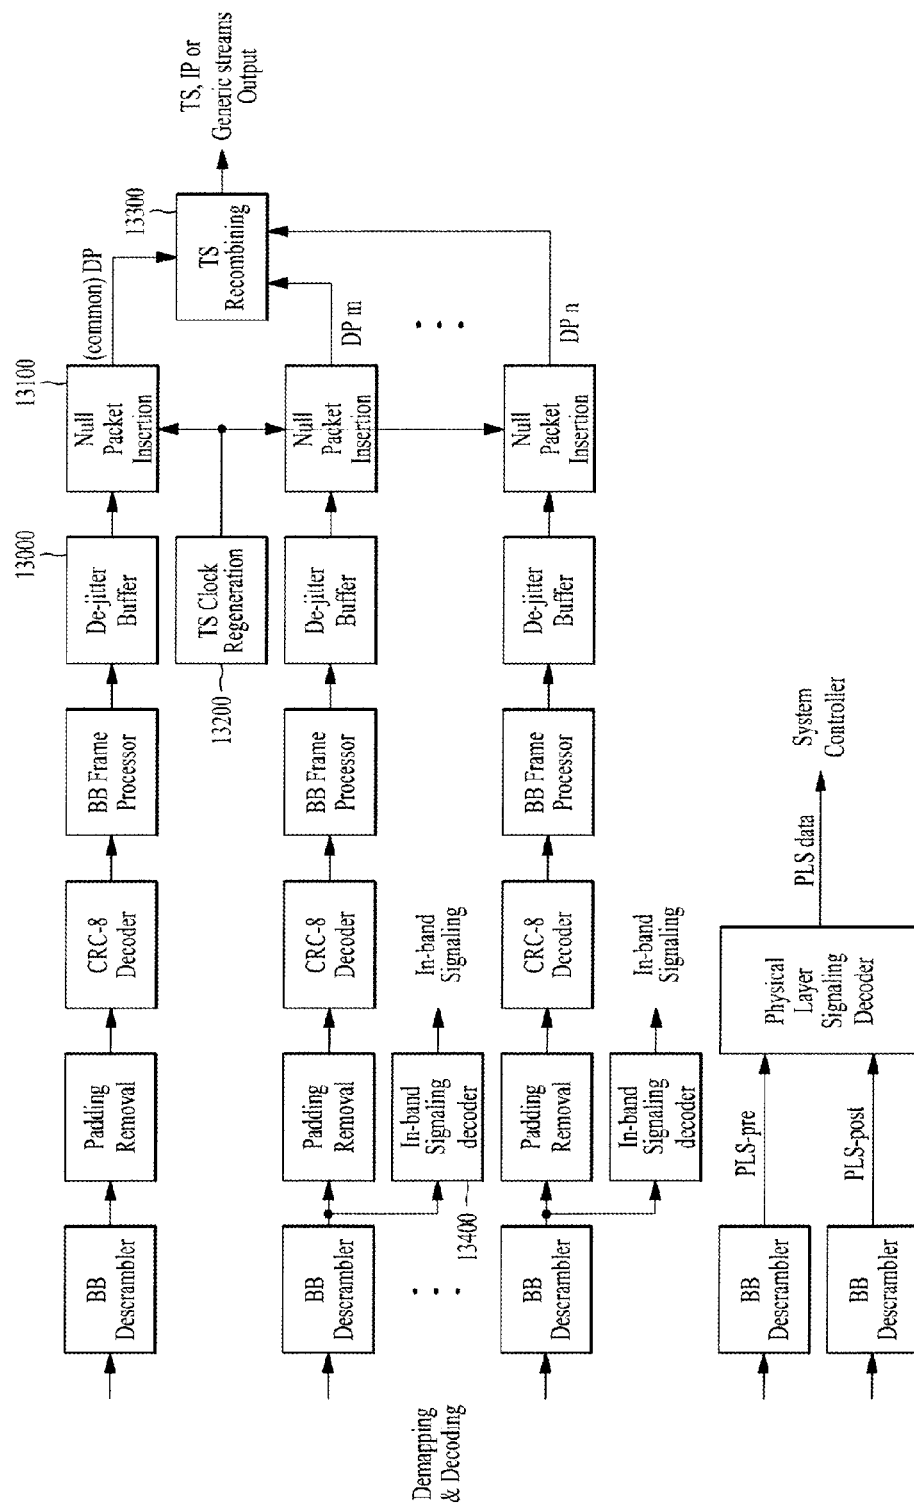 Demapping
& Decoding
BB
Descrambler
Padding
Removal
CRC-8
Decoder
BB Frame
Processor
De-jitter
Buffer
13000
Null
Packet
Insertion
13100
(common) DP
TS
Recombining
13300
TS, IP or
Generic streams
Output
TS Clock
Regeneration
13200
BB
Descrambler
Padding
Removal
CRC-8
Decoder
BB Frame
Processor
De-jitter
Buffer
Null
Packet
Insertion
DP m
In-band
Signaling
decoder
13400
In-band
Signaling
BB
Descrambler
Padding
Removal
CRC-8
Decoder
BB Frame
Processor
De-jitter
Buffer
Null
Packet
Insertion
DP n
In-band
Signaling
decoder
In-band
Signaling
BB
Descrambler
PLS-pre
BB
Descrambler
PLS-post
Physical
Layer
Signaling
Decoder
PLS data
System
Controller